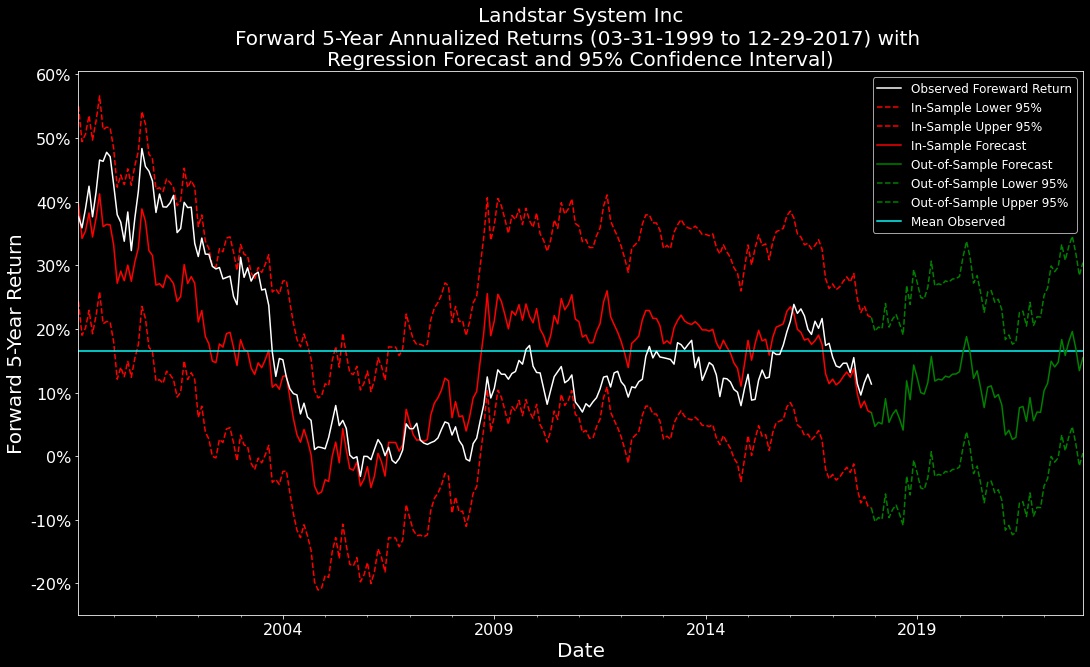 Landstar System Inc
Forward 5-Year Annualized Returns (03-31-1999 to 12-29-2017) with
Regression Forecast and 95% Confidence Interval)
60%
50%
40%
30%
20%
10%
0%
-10%
-20%
Forward 5-Year Return
Observed Foreward Return
In-Sample Lower 95%
In-Sample Upper 95%
In-Sample Forecast
Out-of-Sample Forecast
Out-of-Sample Lower 95%
Out-of-Sample Upper 95%
Mean Observed
2004
2009
2014
2019
Date